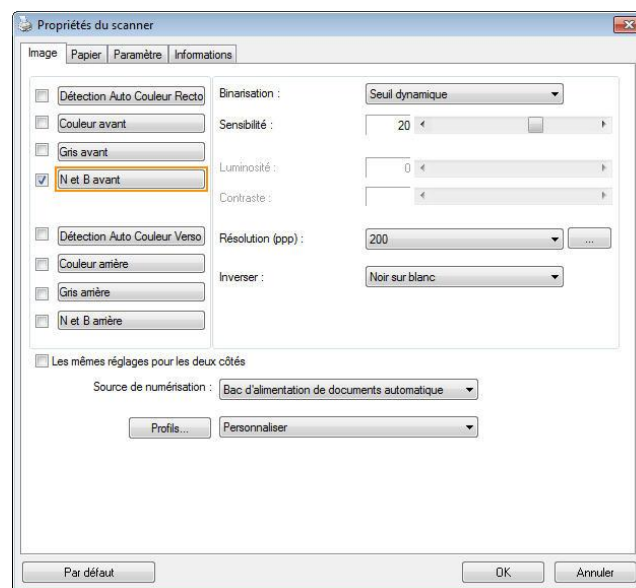 Propriétés du scanner
Image Papier Paramètre Informations
Détection Auto Couleur Recto
Couleur avant
Gris avant
N et B avant
Détection Auto Couleur Verso
Couleur arrière
Gris arrière
N et B arrière
Binarisation : Seuil dynamique
Sensibilité : 20
Luminosité : 0
Contraste :
Résolution (ppp) : 200 ...
Inverser : Noir sur blanc
Les mêmes réglages pour les deux côtés
Source de numérisation : Bac d'alimentation de documents automatique
Profils... Personnaliser
Par défaut OK Annuler